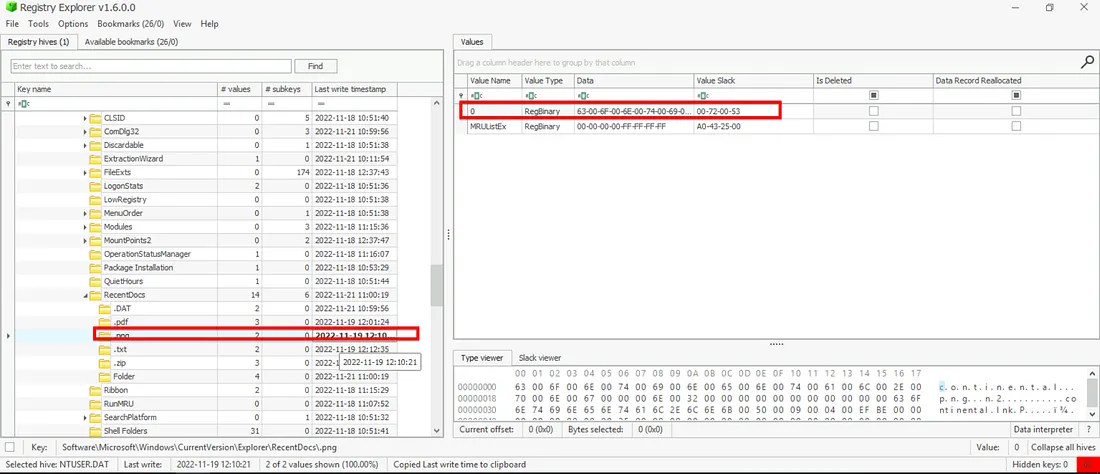 Registry Explorer v1.6.0.0
File Tools Options Bookmarks (26/0) View Help
Registry hives (1) Available bookmarks (26/0)
Enter text to search... Find
Key name # values # subkeys Last write timestamp
CLSID 0 5 2022-11-18 10:51:40
ComDlg32 0 3 2022-11-21 10:59:56
Discardable 0 1 2022-11-18 10:51:38
ExtractionWizard 1 0 2022-11-21 10:11:54
FileExts 0 174 2022-11-18 12:37:43
LogonStats 2 0 2022-11-18 10:51:36
LowRegistry 0 0 2022-11-18 10:51:38
MenuOrder 0 1 2022-11-18 10:51:38
Modules 0 3 2022-11-18 11:15:36
MountPoints2 0 2 2022-11-18 12:37:47
OperationStatusManager 1 0 2022-11-18 11:16:07
Package Installation 1 0 2022-11-18 10:53:29
QuietHours 1 0 2022-11-18 10:51:44
RecentDocs 14 6 2022-11-21 11:00:19
.DAT 2 0 2022-11-21 10:59:56
.pdf 3 0 2022-11-19 12:01:24
.png 2 0 2022-11-19 12:10...
.txt 2 0 2022-11-19 12:12:35
.zip 3 0 2022-11-19 12:10:21
Folder 4 0 2022-11-21 11:00:19
Ribbon 2 0 2022-11-18 11:15:29
RunMRU 0 0 2022-11-18 11:07:52
SearchPlatform 0 1 2022-11-18 10:51:32
Shell Folders 31 0 2022-11-18 10:51:41
Values
Drag a column header here to group by that column
Value Name Value Type Data Value Slack Is Deleted Data Record Reallocated
0 RegBinary 63-00-6F-00-6E-00-74-00-69-0... 00-72-00-53
MRUListEx RegBinary 00-00-00-00-FF-FF-FF-FF A0-43-25-00
Type viewer Slack viewer
00 01 02 03 04 05 06 07 08 09 0A 0B 0C 0D 0E 0F 10 11 12 13 14 15 16 17
00000000 63 00 6F 00 6E 00 74 00 69 00 6E 00 65 00 6E 00 74 00 61 00 6C 00 2E 00 c.o.n.t.i.n.e.n.t.a.l...
00000018 70 00 6E 00 67 00 00 00 6E 00 32 00 00 00 00 00 00 00 00 00 00 00 63 6F p.n.g...n.2...........co
00000030 6E 74 69 6E 65 6E 74 61 6C 2E 6C 6E 6B 00 50 00 09 00 04 00 EF BE 00 00 ntinental.lnk.P.....ï¾..
Current offset: 0 (0x0) Bytes selected: 0 (0x0) Data interpreter ?
Key: Software\Microsoft\Windows\CurrentVersion\Explorer\RecentDocs\.png Value: 0 Collapse all hives
Selected hive: NTUSER.DAT Last write: 2022-11-19 12:10:21 2 of 2 values shown (100.00%) Copied Last write time to clipboard Hidden keys: 0